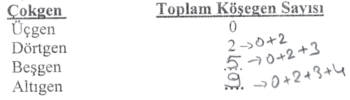 Çokgen Toplam Köşegen Sayısı
Üçgen 0
Dörtgen 2 → 0+2
Beşgen 5 → 0+2+3
Altıgen 9 → 0+2+3+4